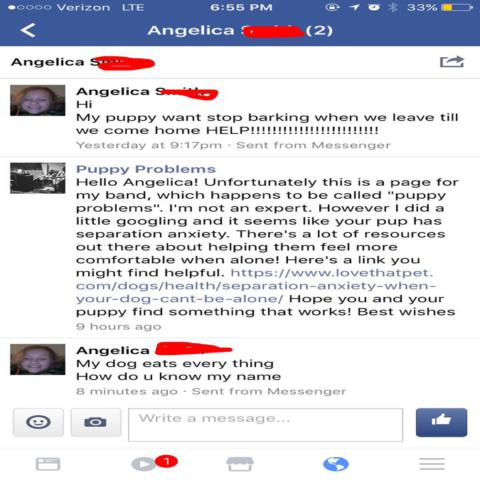 Verizon LTE 6:55 PM 33%
Angelica (2)
Angelica
Angelica
Hi
My puppy want stop barking when we leave till
we come home HELP!!!!!!!!!!!!!!!!!!!!!!!!
Yesterday at 9:17pm · Sent from Messenger
Puppy Problems
Hello Angelica! Unfortunately this is a page for
my band, which happens to be called "puppy
problems". I'm not an expert. However I did a
little googling and it seems like your pup has
separation anxiety. There's a lot of resources
out there about helping them feel more
comfortable when alone! Here's a link you
might find helpful. https://www.lovethatpet.
com/dogs/health/separation-anxiety-when-
your-dog-cant-be-alone/ Hope you and your
puppy find something that works! Best wishes
9 hours ago
Angelica
My dog eats every thing
How do u know my name
8 minutes ago · Sent from Messenger
Write a message...
1